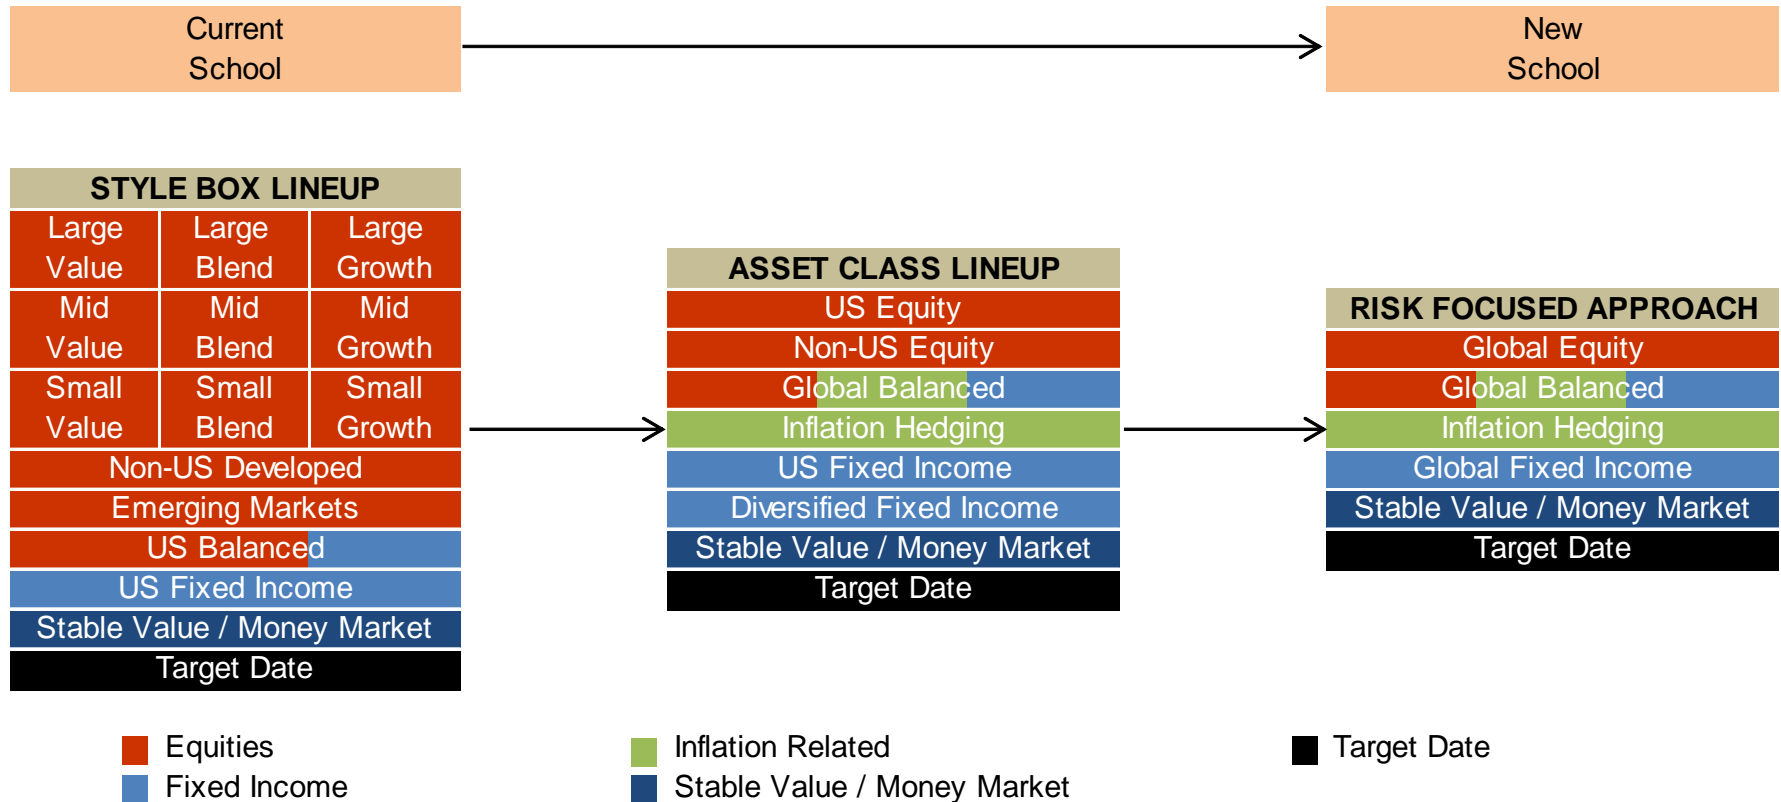 Current
School
New
School
STYLE BOX LINEUP
Large
Value
Large
Blend
Large
Growth
Mid
Value
Mid
Blend
Mid
Growth
Small
Value
Small
Blend
Small
Growth
Non-US Developed
Emerging Markets
US Balanced
US Fixed Income
Stable Value / Money Market
Target Date
ASSET CLASS LINEUP
US Equity
Non-US Equity
Global Balanced
Inflation Hedging
US Fixed Income
Diversified Fixed Income
Stable Value / Money Market
Target Date
RISK FOCUSED APPROACH
Global Equity
Global Balanced
Inflation Hedging
Global Fixed Income
Stable Value / Money Market
Target Date
Equities
Fixed Income
Inflation Related
Stable Value / Money Market
Target Date